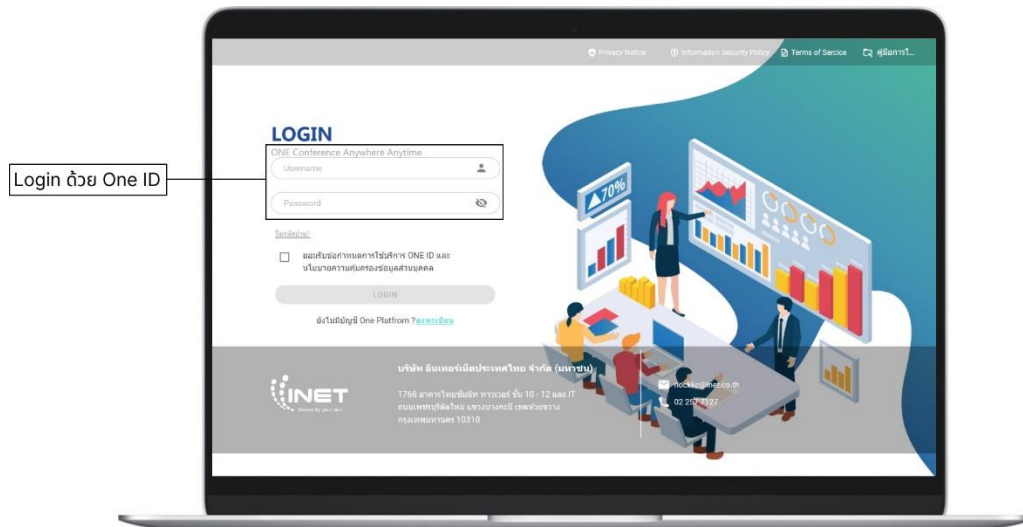 Privacy Notice
Information Security Policy
Terms of Sercice
คู่มือการใ...
LOGIN
ONE Conference Anywhere Anytime
Username
Password
Login ด้วย One ID
ลืมรหัสผ่าน?
ยอมรับข้อกำหนดการใช้บริการ ONE ID และ
นโยบายความคุ้มครองข้อมูลส่วนบุคคล
LOGIN
ยังไม่มีบัญชี One Platfrom ?ลงทะเบียน
70%
บริษัท อินเทอร์เน็ตประเทศไทย จำกัด (มหาชน)
1768 อาคารไทยซัมมิท ทาวเวอร์ ชั้น 10 - 12 และ IT
ถนนเพชรบุรีตัดใหม่ แขวงบางกะปิ เขตห้วยขวาง
กรุงเทพมหานคร 10310
INET
02 257 7127